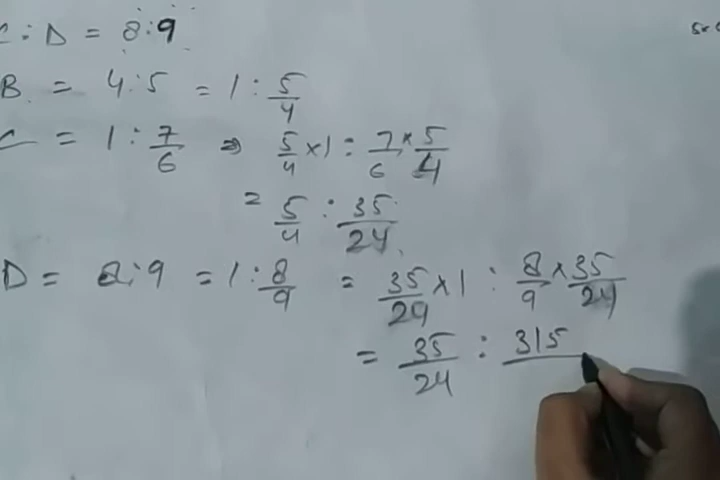 C : D = 8 : 9
B = 4 : 5 = 1 : 5/4
C = 1 : 7/6 ⇒ 5/4 × 1 : 7/6 × 5/4
= 5/4 : 35/24
D = 8 : 9 = 1 : 8/9 = 35/24 × 1 : 8/9 × 35/24
= 35/24 : 315